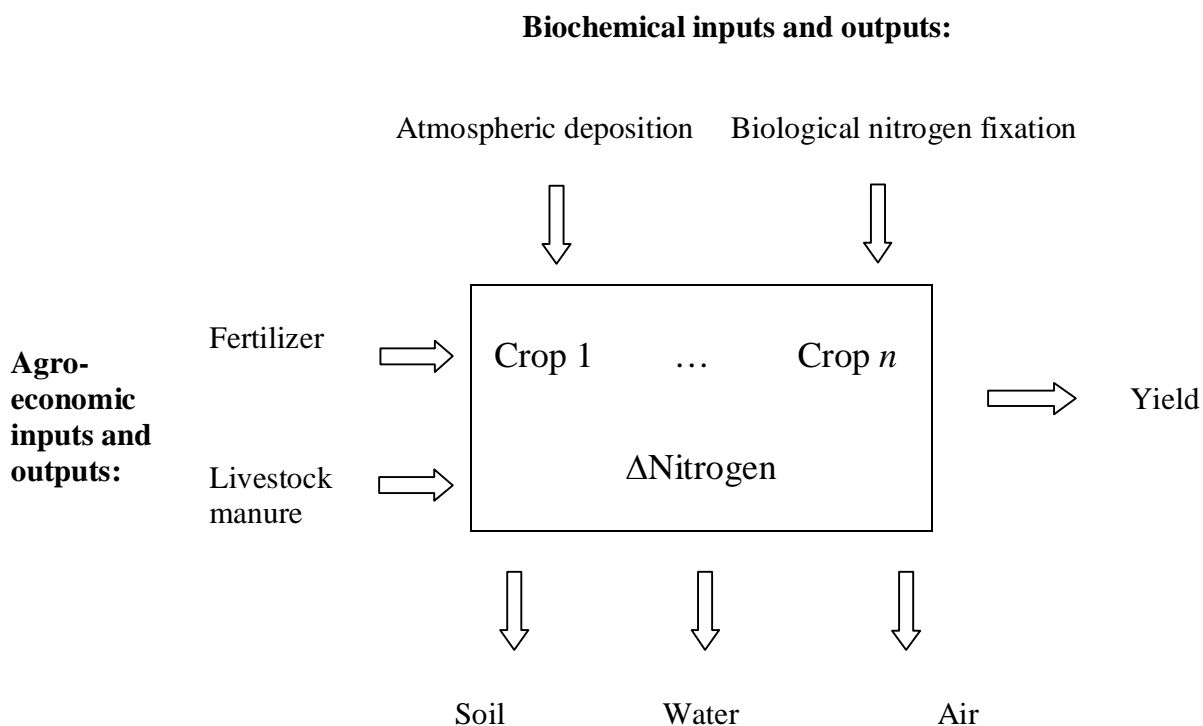 Biochemical inputs and outputs:
Atmospheric deposition
Biological nitrogen fixation
Agro-
economic
inputs and
outputs:
Fertilizer
Livestock
manure
Crop 1
…
Crop n
ΔNitrogen
Yield
Soil
Water
Air